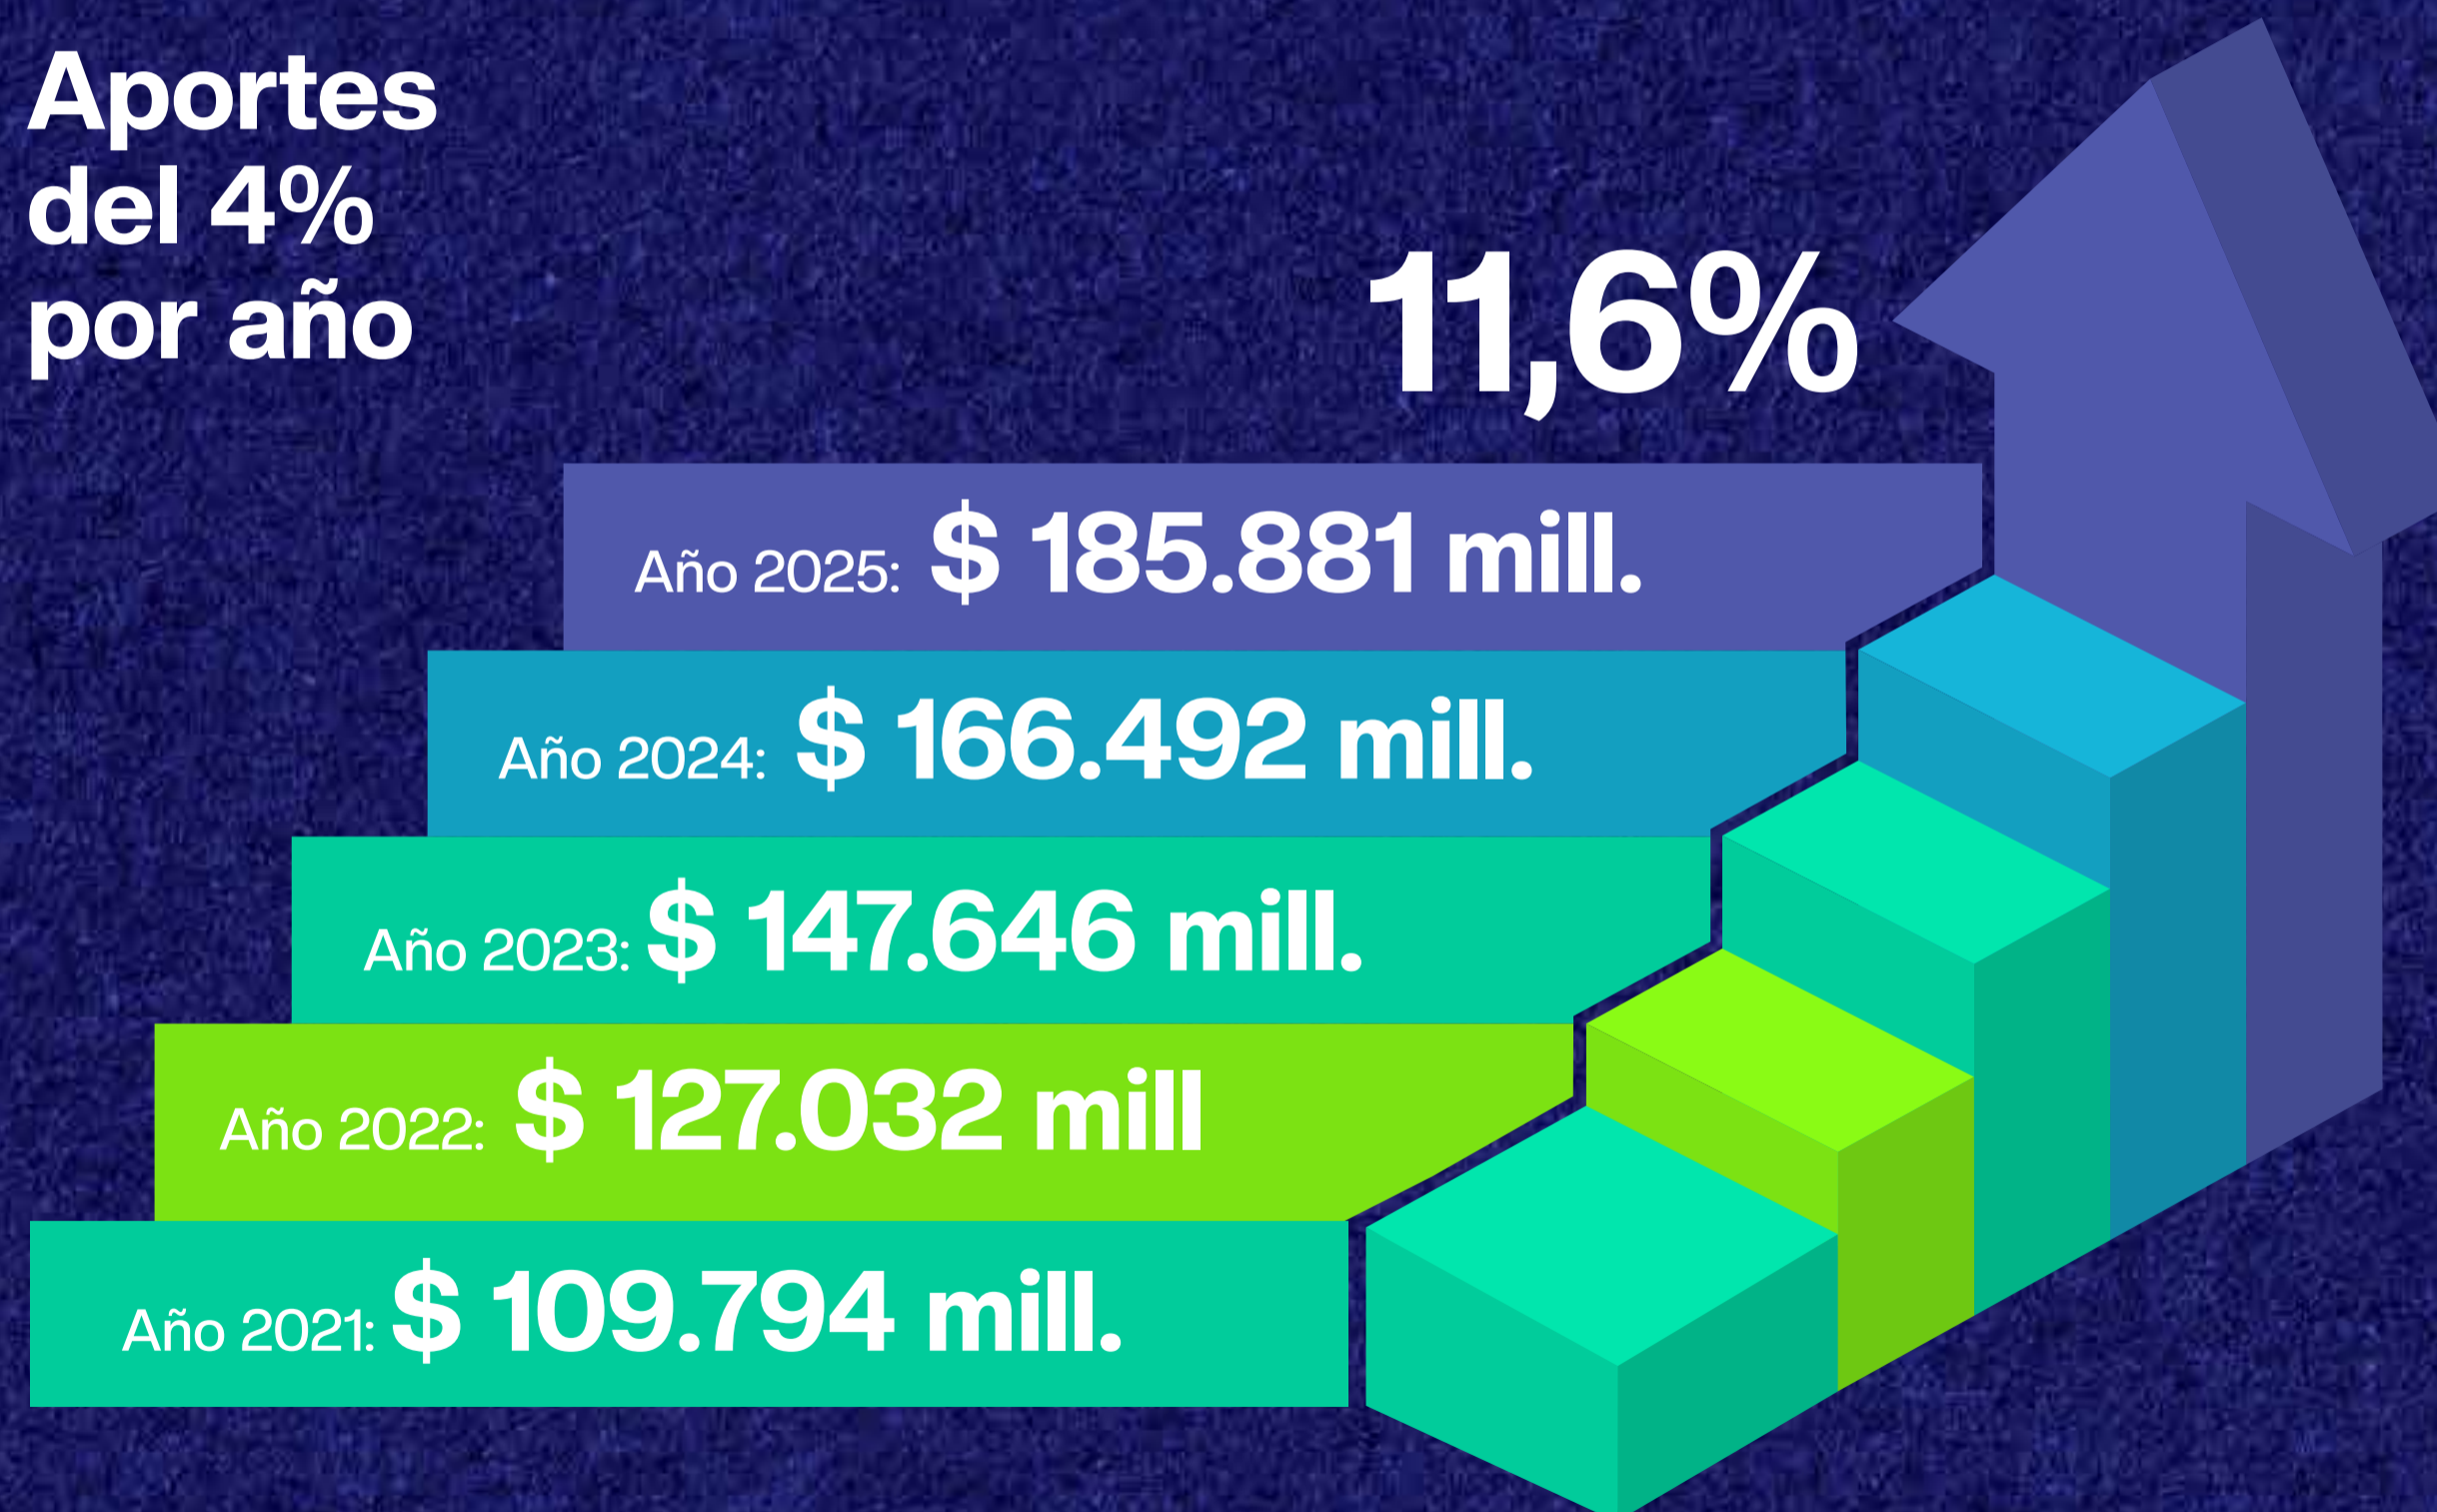 Aportes
del 4%
por año
11,6%
Año 2025: $ 185.881 mill.
Año 2024: $ 166.492 mill.
Año 2023: $ 147.646 mill.
Año 2022: $ 127.032 mill
Año 2021: $ 109.794 mill.